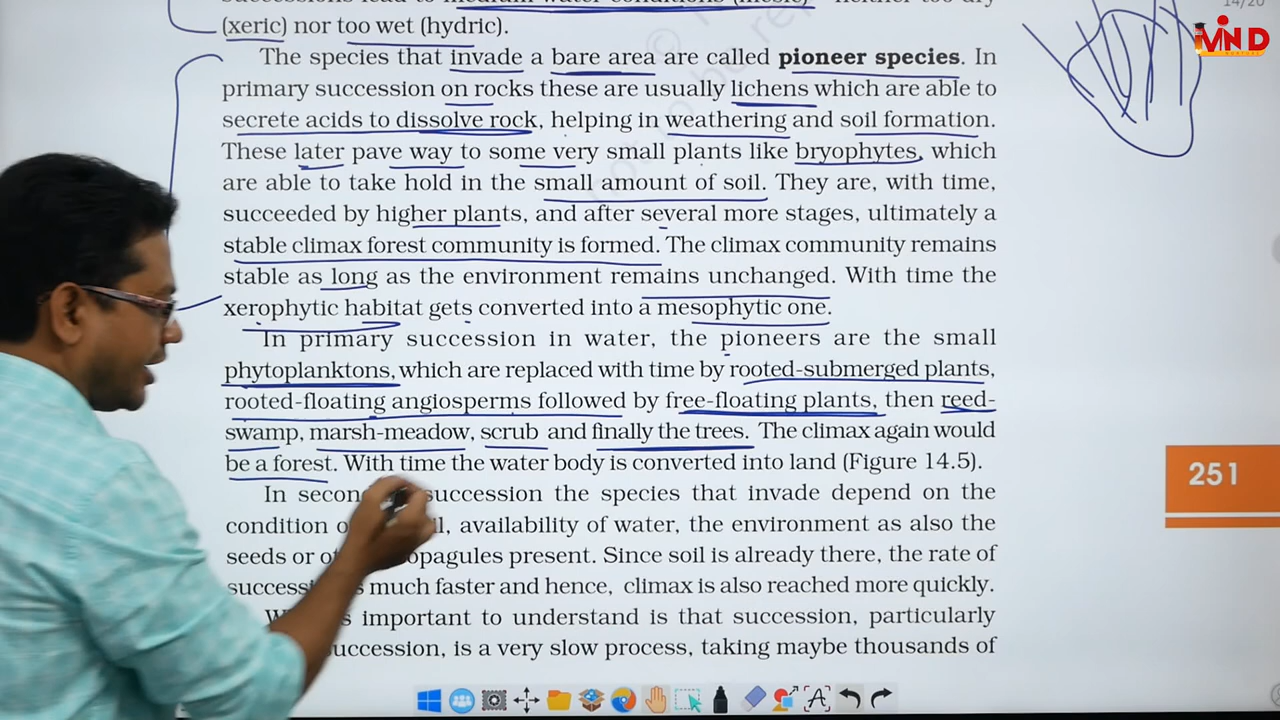 14/20
(xeric) nor too wet (hydric).
The species that invade a bare area are called pioneer species. In
primary succession on rocks these are usually lichens which are able to
secrete acids to dissolve rock, helping in weathering and soil formation.
These later pave way to some very small plants like bryophytes, which
are able to take hold in the small amount of soil. They are, with time,
succeeded by higher plants, and after several more stages, ultimately a
stable climax forest community is formed. The climax community remains
stable as long as the environment remains unchanged. With time the
xerophytic habitat gets converted into a mesophytic one.
In primary succession in water, the pioneers are the small
phytoplanktons, which are replaced with time by rooted-submerged plants,
rooted-floating angiosperms followed by free-floating plants, then reed-
swamp, marsh-meadow, scrub and finally the trees. The climax again would
be a forest. With time the water body is converted into land (Figure 14.5).
In succession the species that invade depend on the
condition availability of water, the environment as also the
seeds or present. Since soil is already there, the rate of
much faster and hence, climax is also reached more quickly.
important to understand is that succession, particularly
is a very slow process, taking maybe thousands of
251
MIND